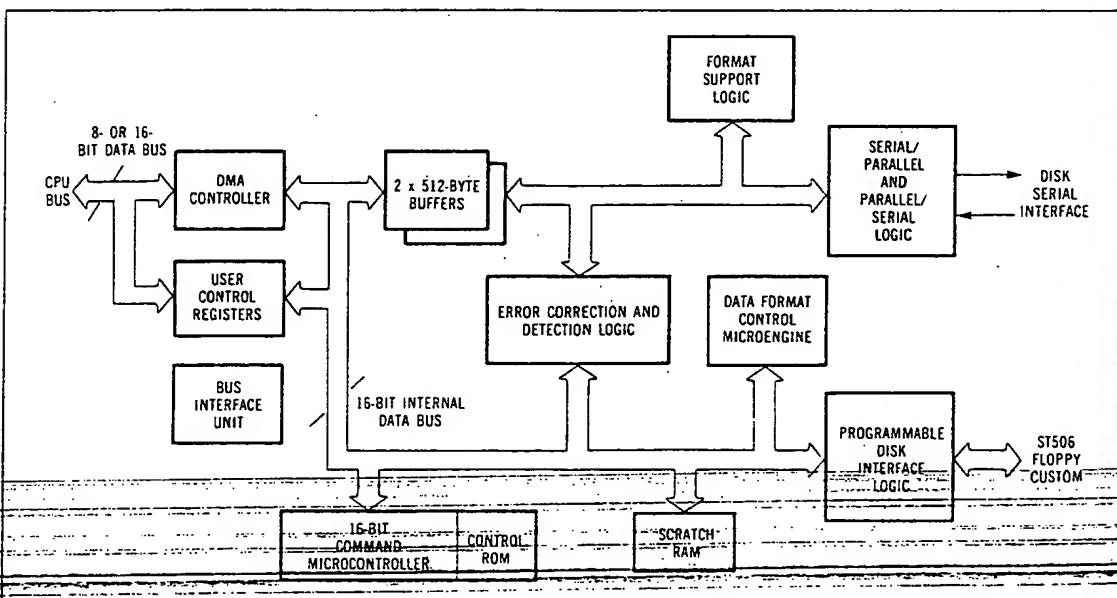 FORMAT
SUPPORT
LOGIC
8- OR 16-
BIT DATA BUS
CPU
BUS
DMA
CONTROLLER
2 x 512-BYTE
BUFFERS
SERIAL/
PARALLEL
AND
PARALLEL/
SERIAL
LOGIC
DISK
SERIAL
INTERFACE
USER
CONTROL
REGISTERS
ERROR CORRECTION AND
DETECTION LOGIC
DATA FORMAT
CONTROL
MICROENGINE
BUS
INTERFACE
UNIT
16-BIT INTERNAL
DATA BUS
PROGRAMMABLE
DISK
INTERFACE
LOGIC
ST506
FLOPPY
CUSTOM
16-BIT
COMMAND
MICROCONTROLLER
CONTROL
ROM
SCRATCH
RAM